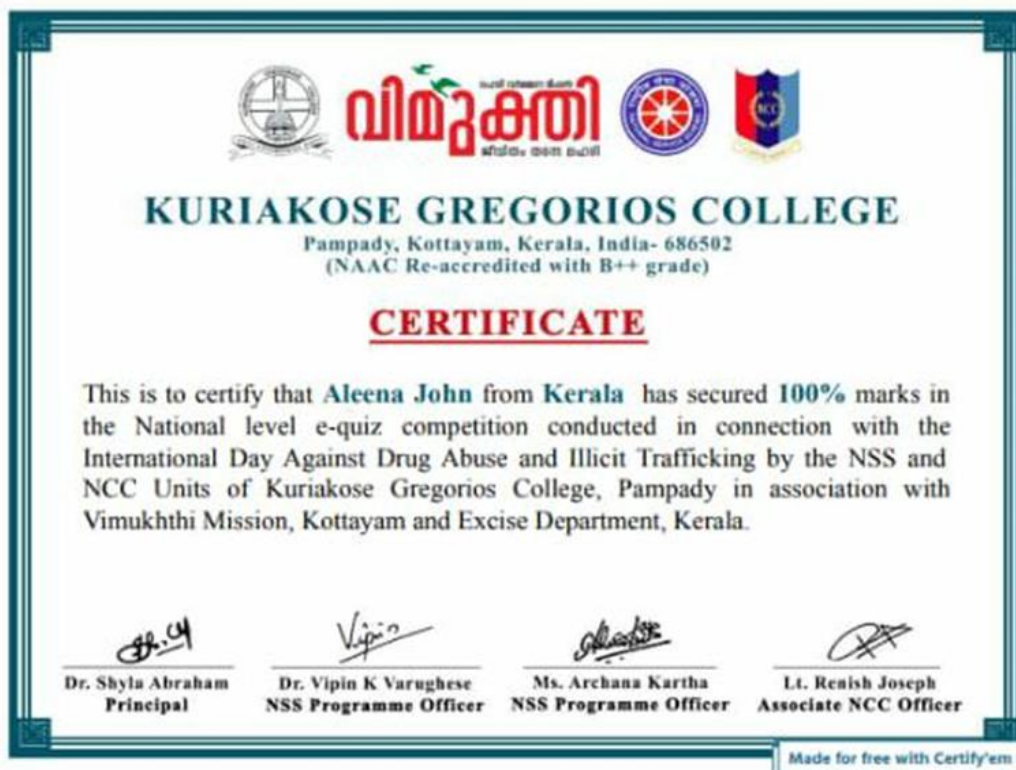 വിമുക്തി
ജീവിതം തന്നെ ലഹരി
NCC
KURIAKOSE GREGORIOS COLLEGE
Pampady, Kottayam, Kerala, India- 686502
(NAAC Re-accredited with B++ grade)
CERTIFICATE
This is to certify that Aleena John from Kerala has secured 100% marks in
the National level e-quiz competition conducted in connection with the
International Day Against Drug Abuse and Illicit Trafficking by the NSS and
NCC Units of Kuriakose Gregorios College, Pampady in association with
Vimukhthi Mission, Kottayam and Excise Department, Kerala.
Vipin
Dr. Shyla Abraham Dr. Vipin K Varughese Ms. Archana Kartha Lt. Renish Joseph
Principal NSS Programme Officer NSS Programme Officer Associate NCC Officer
Made for free with Certify'em